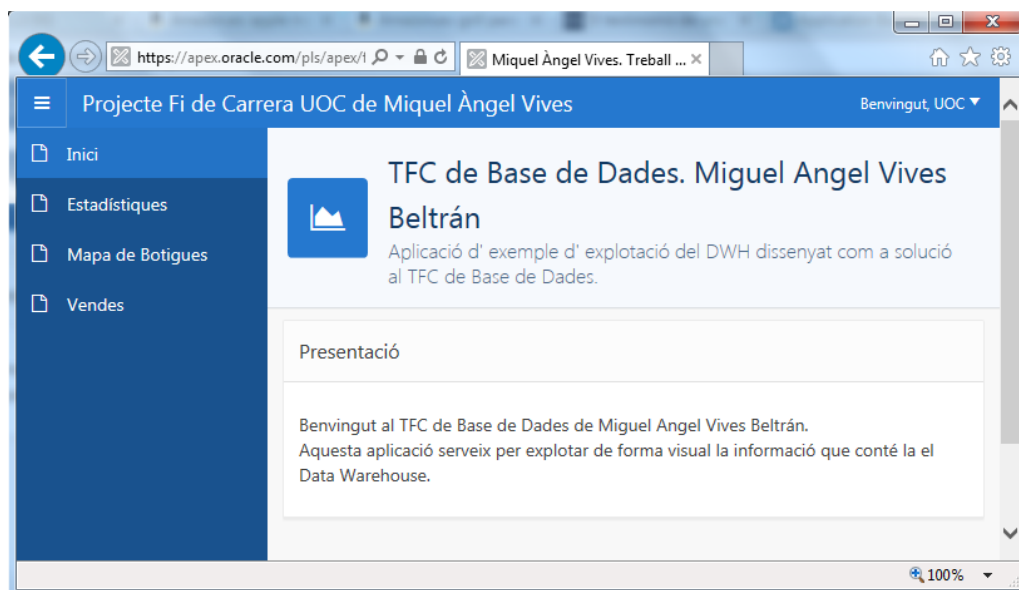 https://apex.oracle.com/pls/apex/
Miquel Àngel Vives. Treball ...
Projecte Fi de Carrera UOC de Miquel Àngel Vives
Benvingut, UOC
Inici
Estadístiques
Mapa de Botigues
Vendes
TFC de Base de Dades. Miguel Angel Vives
Beltrán
Aplicació d' exemple d' explotació del DWH dissenyat com a solució
al TFC de Base de Dades.
Presentació
Benvingut al TFC de Base de Dades de Miguel Angel Vives Beltrán.
Aquesta aplicació serveix per explotar de forma visual la informació que conté la el
Data Warehouse.
100%